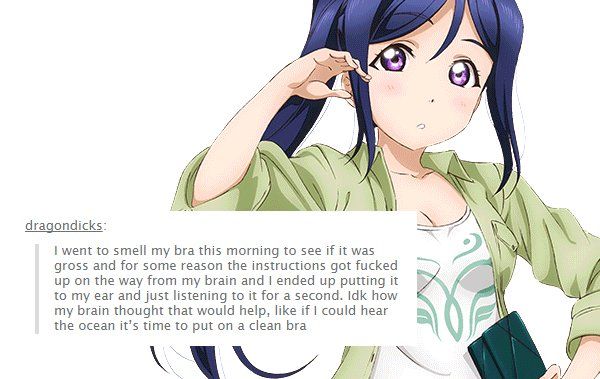 dragondicks:
I went to smell my bra this morning to see if it was
gross and for some reason the instructions got fucked
up on the way from my brain and I ended up putting it
to my ear and just listening to it for a second. Idk how
my brain thought that would help, like if I could hear
the ocean it's time to put on a clean bra